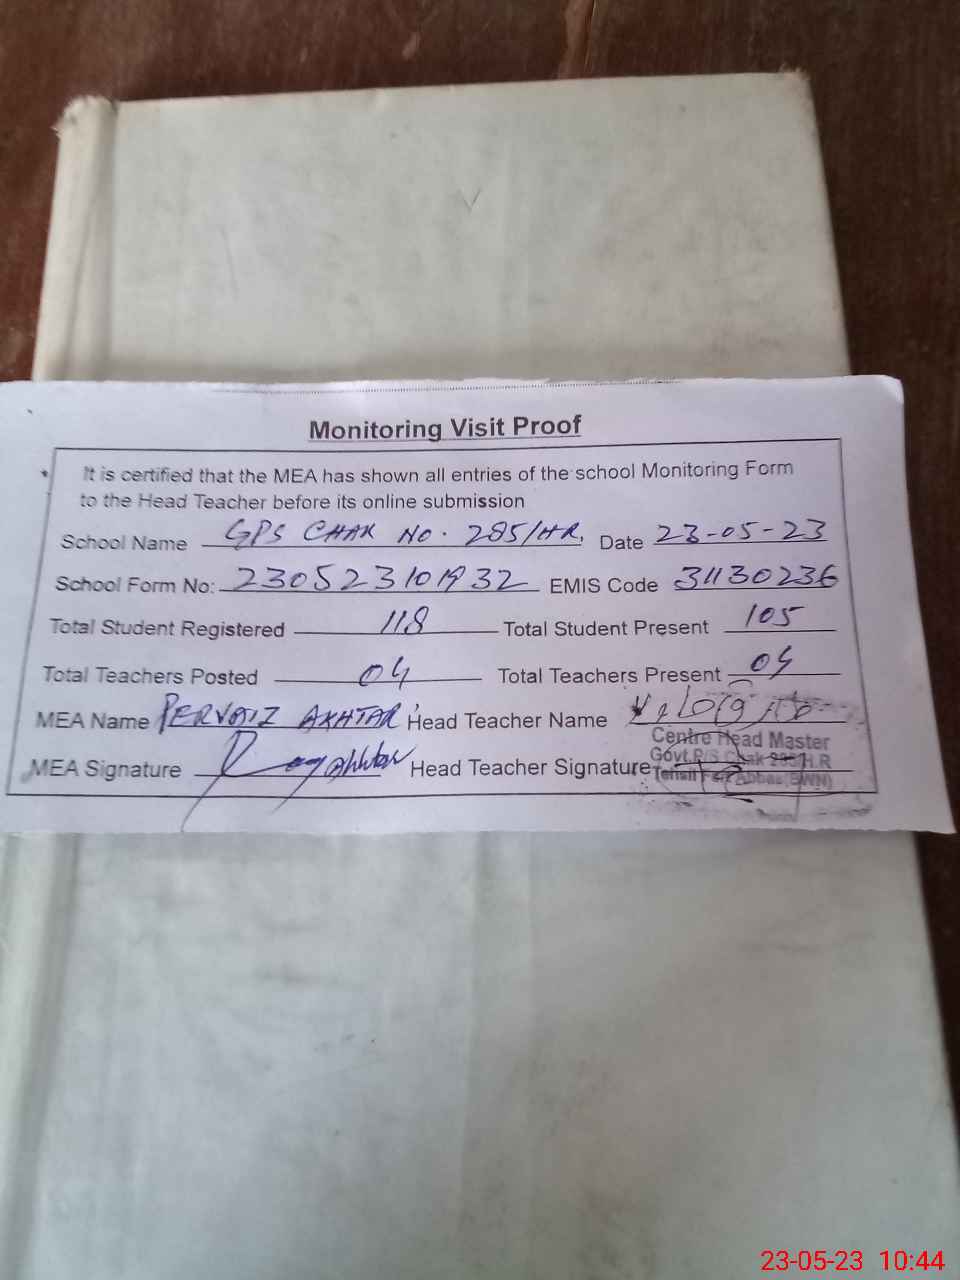 Monitoring Visit Proof
It is certified that the MEA has shown all entries of the school Monitoring Form
to the Head Teacher before its online submission
School Name GPS CHAK NO. 285/HR. Date 23-05-23
School Form No: 230523101932 EMIS Code 31130236
Total Student Registered 118 Total Student Present 105
Total Teachers Posted 04 Total Teachers Present 04
MEA Name PERVAIZ AKHTAR Head Teacher Name
Centre Head Master
MEA Signature Head Teacher Signature
Govt. P/S Chak H.R
23-05-23 10:44